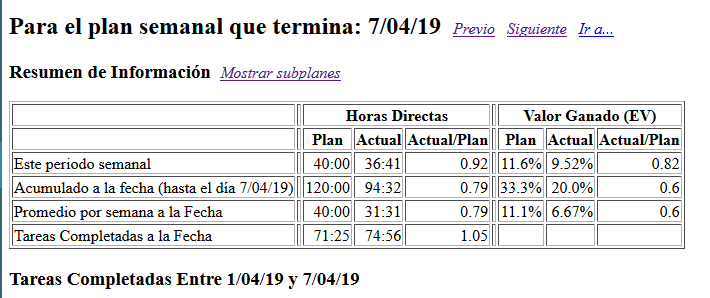 Para el plan semanal que termina: 7/04/19 Previo Siguiente Ir a...
Resumen de Información Mostrar subplanes
Horas Directas Valor Ganado (EV)
Plan Actual Actual/Plan Plan Actual Actual/Plan
Este periodo semanal 40:00 36:41 0.92 11.6% 9.52% 0.82
Acumulado a la fecha (hasta el día 7/04/19) 120:00 94:32 0.79 33.3% 20.0% 0.6
Promedio por semana a la Fecha 40:00 31:31 0.79 11.1% 6.67% 0.6
Tareas Completadas a la Fecha 71:25 74:56 1.05
Tareas Completadas Entre 1/04/19 y 7/04/19